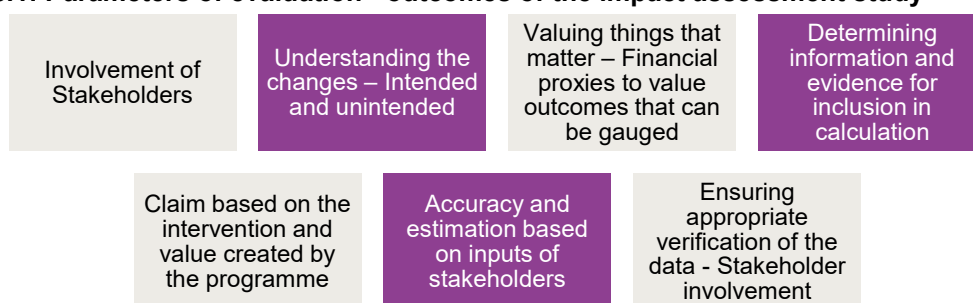 Parameters of evaluation - outcomes of the impact assessment study
Involvement of
Stakeholders
Understanding the
changes – Intended
and unintended
Valuing things that
matter – Financial
proxies to value
outcomes that can
be gauged
Determining
information and
evidence for
inclusion in
calculation
Claim based on the
intervention and
value created by
the programme
Accuracy and
estimation based
on inputs of
stakeholders
Ensuring
appropriate
verification of the
data - Stakeholder
involvement